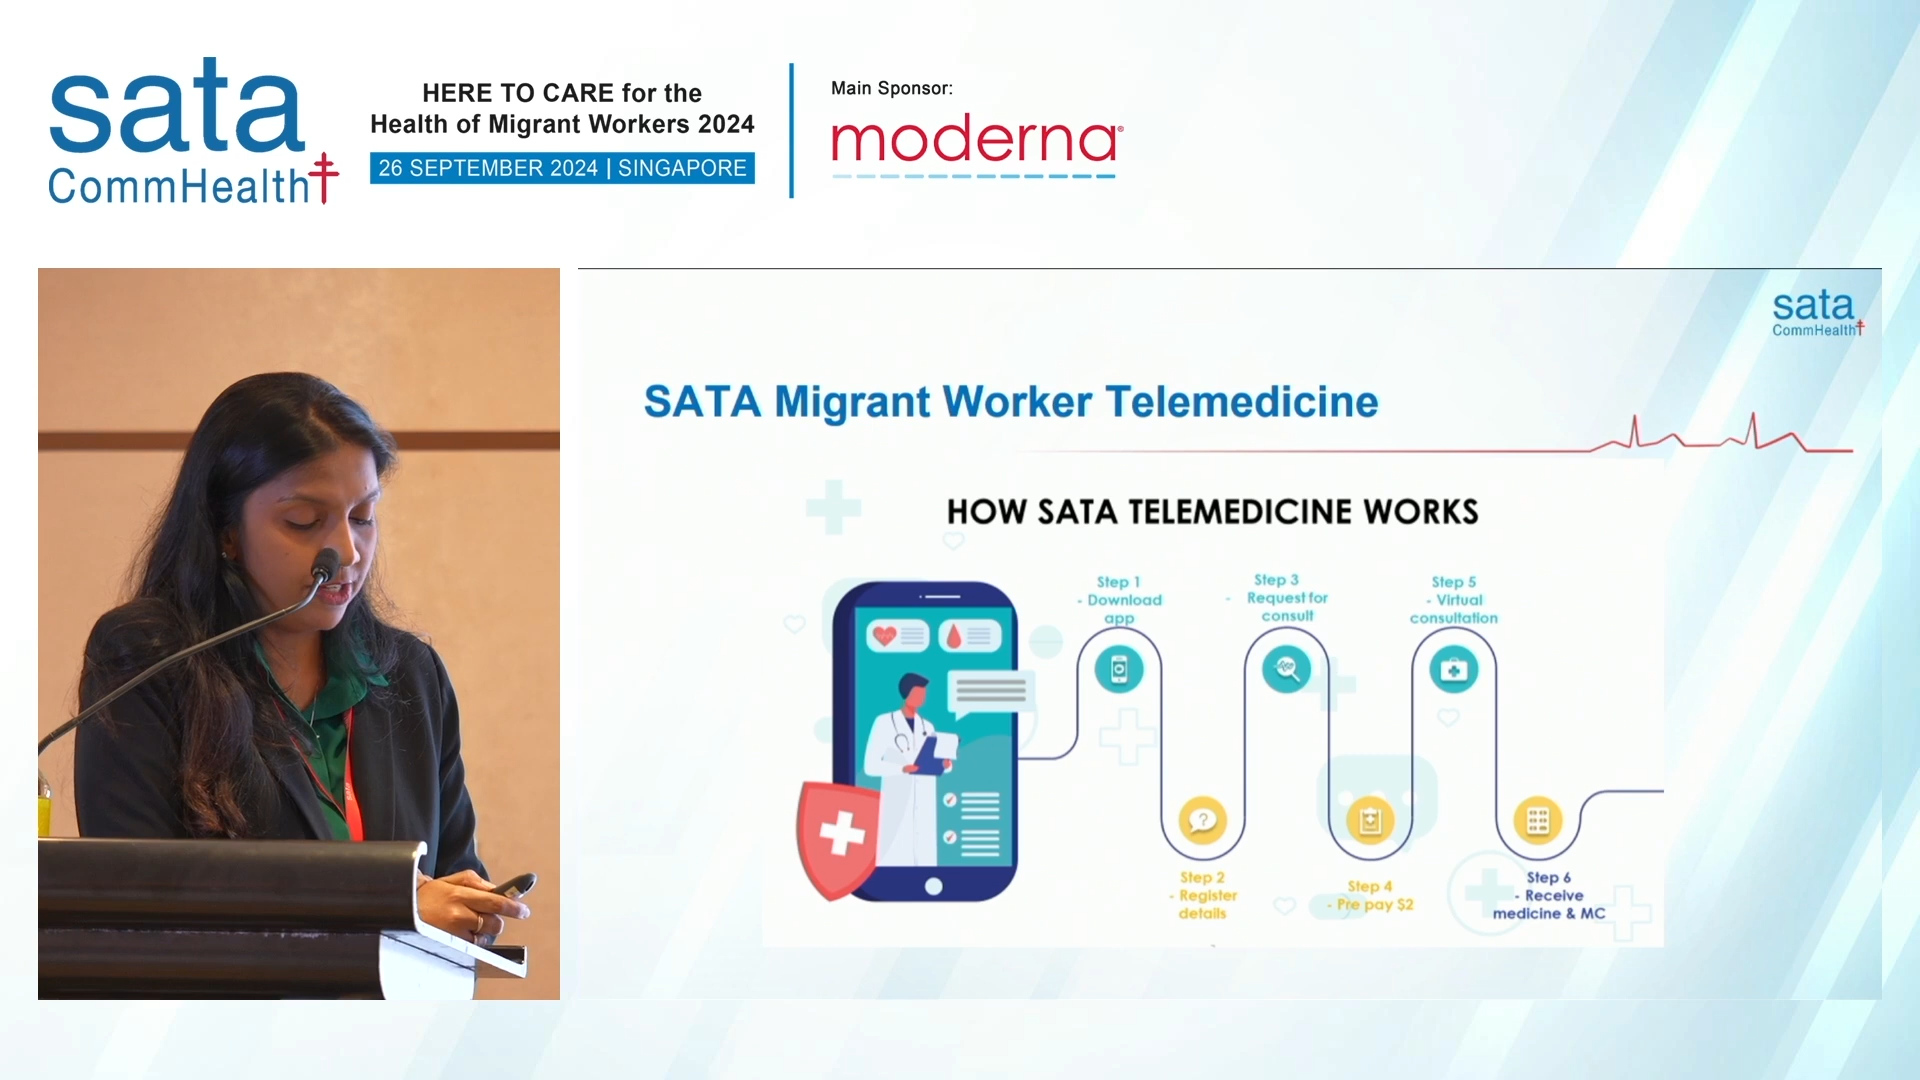 sata
CommHealth
HERE TO CARE for the
Health of Migrant Workers 2024
26 SEPTEMBER 2024 | SINGAPORE
Main Sponsor:
moderna®
sata
CommHealth
SATA Migrant Worker Telemedicine
HOW SATA TELEMEDICINE WORKS
Step 1
- Download
app
Step 3
- Request for
consult
Step 5
- Virtual
consultation
Step 2
- Register
details
Step 4
- Pre pay $2
Step 6
- Receive
medicine & MC